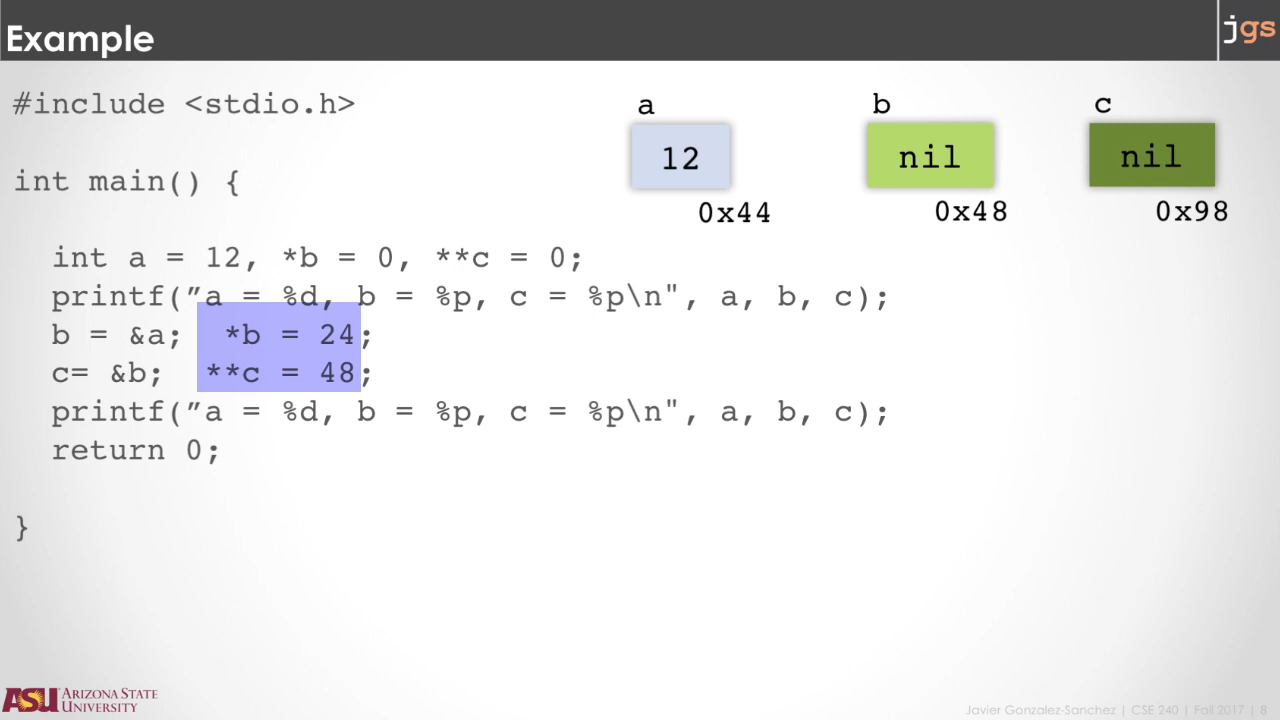 Example
jgs
#include <stdio.h>
a b c
12 nil nil
int main() {
0x44 0x48 0x98
int a = 12, *b = 0, **c = 0;
printf(”a = %d, b = %p, c = %p\n", a, b, c);
b = &a; *b = 24;
c= &b; **c = 48;
printf(”a = %d, b = %p, c = %p\n", a, b, c);
return 0;
}
ASU ARIZONA STATE
UNIVERSITY
Javier Gonzalez-Sanchez | CSE 240 | Fall 2017 | 8